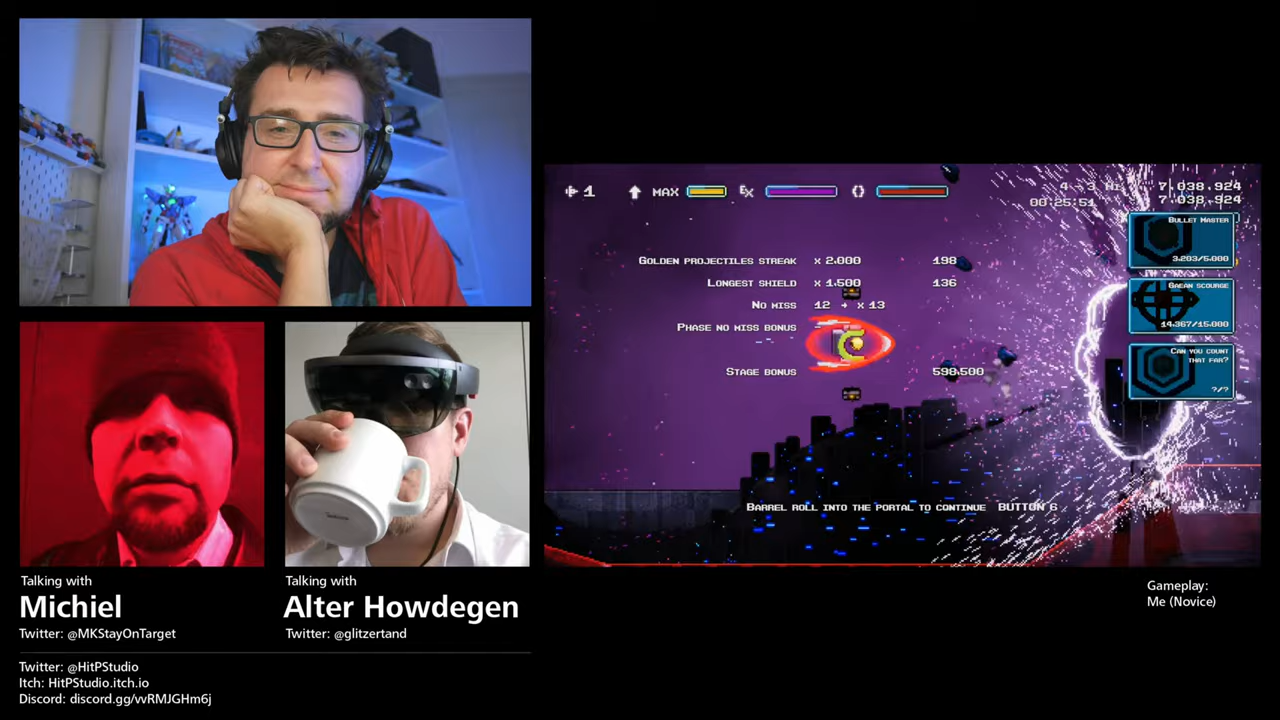 1 MAX EX 4 - 3 7.038.924
00:25:51 7.038.924
BULLET MASTER
3.203/5.000
GAEAN SCOURGE
14.367/15.000
CAN YOU COUNT
THAT FAR?
?/?
GOLDEN PROJECTILES STREAK x 2.000 198
LONGEST SHIELD x 1.500 136
NO MISS 12 x 13
PHASE NO MISS BONUS
STAGE BONUS 598.500
BARREL ROLL INTO THE PORTAL TO CONTINUE BUTTON 6
Talking with
Michiel
Twitter: @MKStayOnTarget
Talking with
Alter Howdegen
Twitter: @glitzertand
Twitter: @HitPStudio
Itch: HitPStudio.itch.io
Discord: discord.gg/vvRMJGHm6j
Gameplay:
Me (Novice)